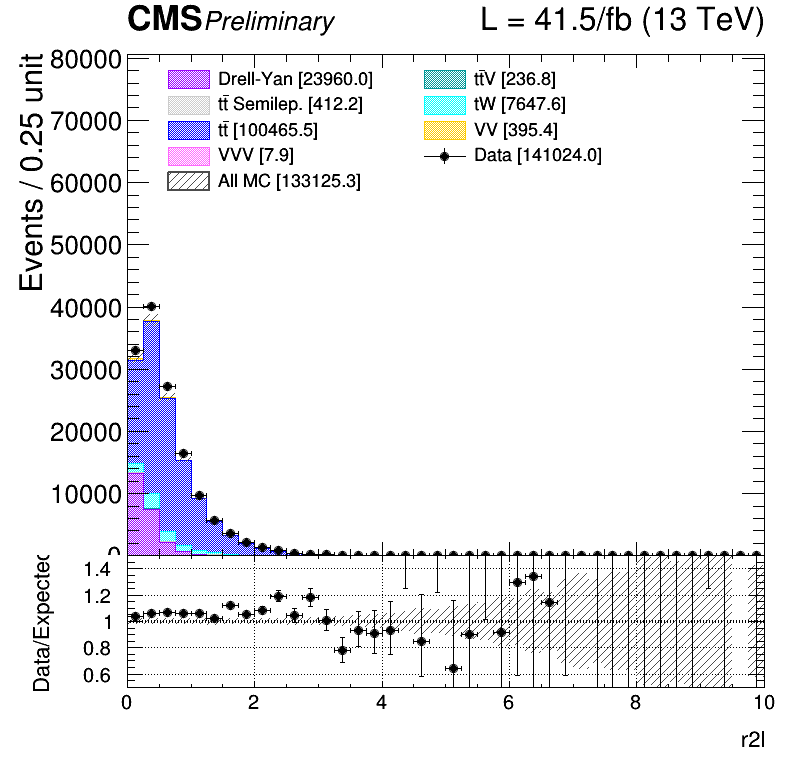 CMS Preliminary L = 41.5/fb (13 TeV)
Events / 0.25 unit
80000
70000
60000
50000
40000
30000
20000
10000
0
Drell-Yan [23960.0]
tt̄ Semilep. [412.2]
tt̄ [100465.5]
VVV [7.9]
All MC [133125.3]
tt̄V [236.8]
tW [7647.6]
VV [395.4]
Data [141024.0]
Data/Expected
1.4
1.2
1
0.8
0.6
0 2 4 6 8 10
r2l